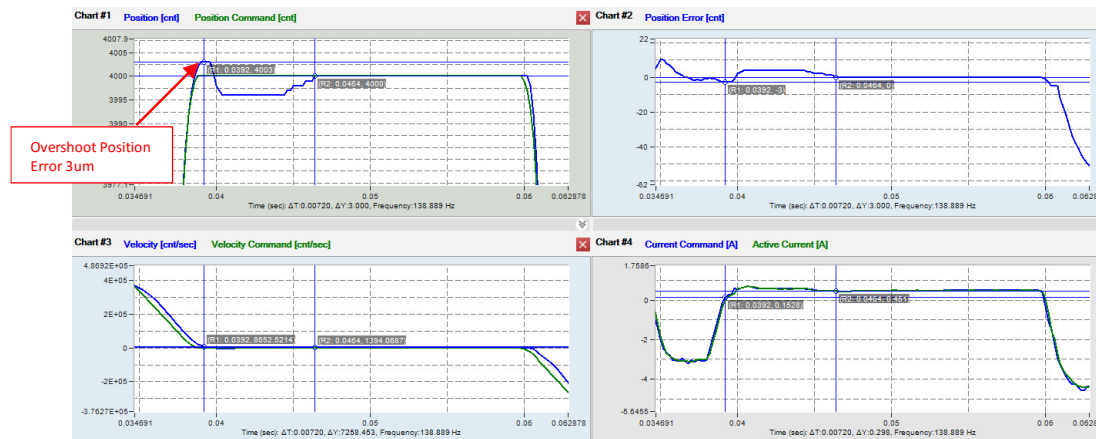 Chart #1 Position [cnt] Position Command [cnt]
4007.9
4005
4000
3995
3990
3977.1
(R1: 0.0392, 4003)
(R2: 0.0464, 4000)
0.034691 0.04 0.05 0.06 0.062878
Time (sec): ΔT:0.00720, ΔY:3.000, Frequency:138.889 Hz
Overshoot Position
Error 3um
Chart #2 Position Error [cnt]
22
0
-20
-40
-62
(R1: 0.0392, -3)
(R2: 0.0464, 0)
0.034691 0.04 0.05 0.06 0.0628
Time (sec): ΔT:0.00720, ΔY:3.000, Frequency:138.889 Hz
Chart #3 Velocity [cnt/sec] Velocity Command [cnt/sec]
4.8692E+05
4E+05
2E+05
0
-2E+05
-3.7627E+05
(R1: 0.0392, 8652.5214)
(R2: 0.0464, 1394.0687)
0.034691 0.04 0.05 0.06 0.062878
Time (sec): ΔT:0.00720, ΔY:7258.453, Frequency:138.889 Hz
Chart #4 Current Command [A] Active Current [A]
1.7586
0
-2
-4
-5.6465
(R1: 0.0392, 0.1528)
(R2: 0.0464, 0.451)
0.034691 0.04 0.05 0.06 0.0628
Time (sec): ΔT:0.00720, ΔY:0.298, Frequency:138.889 Hz